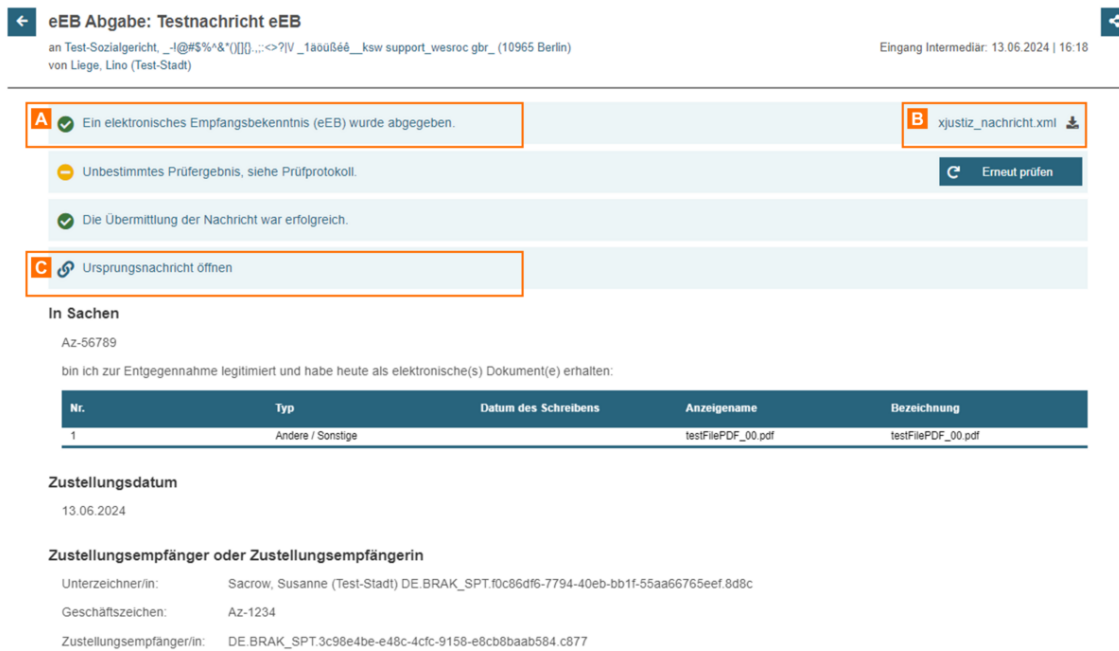 eEB Abgabe: Testnachricht eEB
an Test-Sozialgericht, _-!@#$%^&*()[]{}.,;:<>?|\/ _1äöüßéê__ksw support_wesroc gbr_ (10965 Berlin)
Eingang Intermediär: 13.06.2024 | 16:18
von Liege, Lino (Test-Stadt)
A Ein elektronisches Empfangsbekenntnis (eEB) wurde abgegeben.
B xjustiz_nachricht.xml
Unbestimmtes Prüfergebnis, siehe Prüfprotokoll.
Erneut prüfen
Die Übermittlung der Nachricht war erfolgreich.
C Ursprungsnachricht öffnen
In Sachen
Az-56789
bin ich zur Entgegennahme legitimiert und habe heute als elektronische(s) Dokument(e) erhalten:
Nr. Typ Datum des Schreibens Anzeigename Bezeichnung
1 Andere / Sonstige testFilePDF_00.pdf testFilePDF_00.pdf
Zustellungsdatum
13.06.2024
Zustellungsempfänger oder Zustellungsempfängerin
Unterzeichner/in: Sacrow, Susanne (Test-Stadt) DE.BRAK_SPT.f0c86df6-7794-40eb-bb1f-55aa66765eef.8d8c
Geschäftszeichen: Az-1234
Zustellungsempfänger/in: DE.BRAK_SPT.3c98e4be-e48c-4cfc-9158-e8cb8baab584.c877